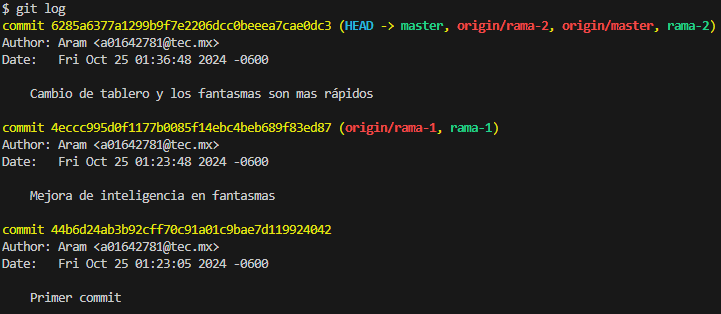 $ git log
commit 6285a6377a1299b9f7e2206dcc0beeea7cae0dc3 (HEAD -> master, origin/rama-2, origin/master, rama-2)
Author: Aram <a01642781@tec.mx>
Date:   Fri Oct 25 01:36:48 2024 -0600
    Cambio de tablero y los fantasmas son mas rápidos
commit 4eccc995d0f1177b0085f14ebc4beb689f83ed87 (origin/rama-1, rama-1)
Author: Aram <a01642781@tec.mx>
Date:   Fri Oct 25 01:23:48 2024 -0600
    Mejora de inteligencia en fantasmas
commit 44b6d24ab3b92cff70c91a01c9bae7d119924042
Author: Aram <a01642781@tec.mx>
Date:   Fri Oct 25 01:23:05 2024 -0600
    Primer commit